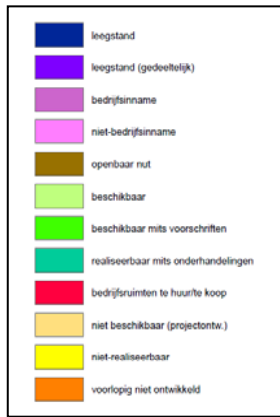 leegstand
leegstand (gedeeltelijk)
bedrijfsinname
niet-bedrijfsinname
openbaar nut
beschikbaar
beschikbaar mits voorschriften
realiseerbaar mits onderhandelingen
bedrijfsruimten te huur/te koop
niet beschikbaar (projectontw.)
niet-realiseerbaar
voorlopig niet ontwikkeld